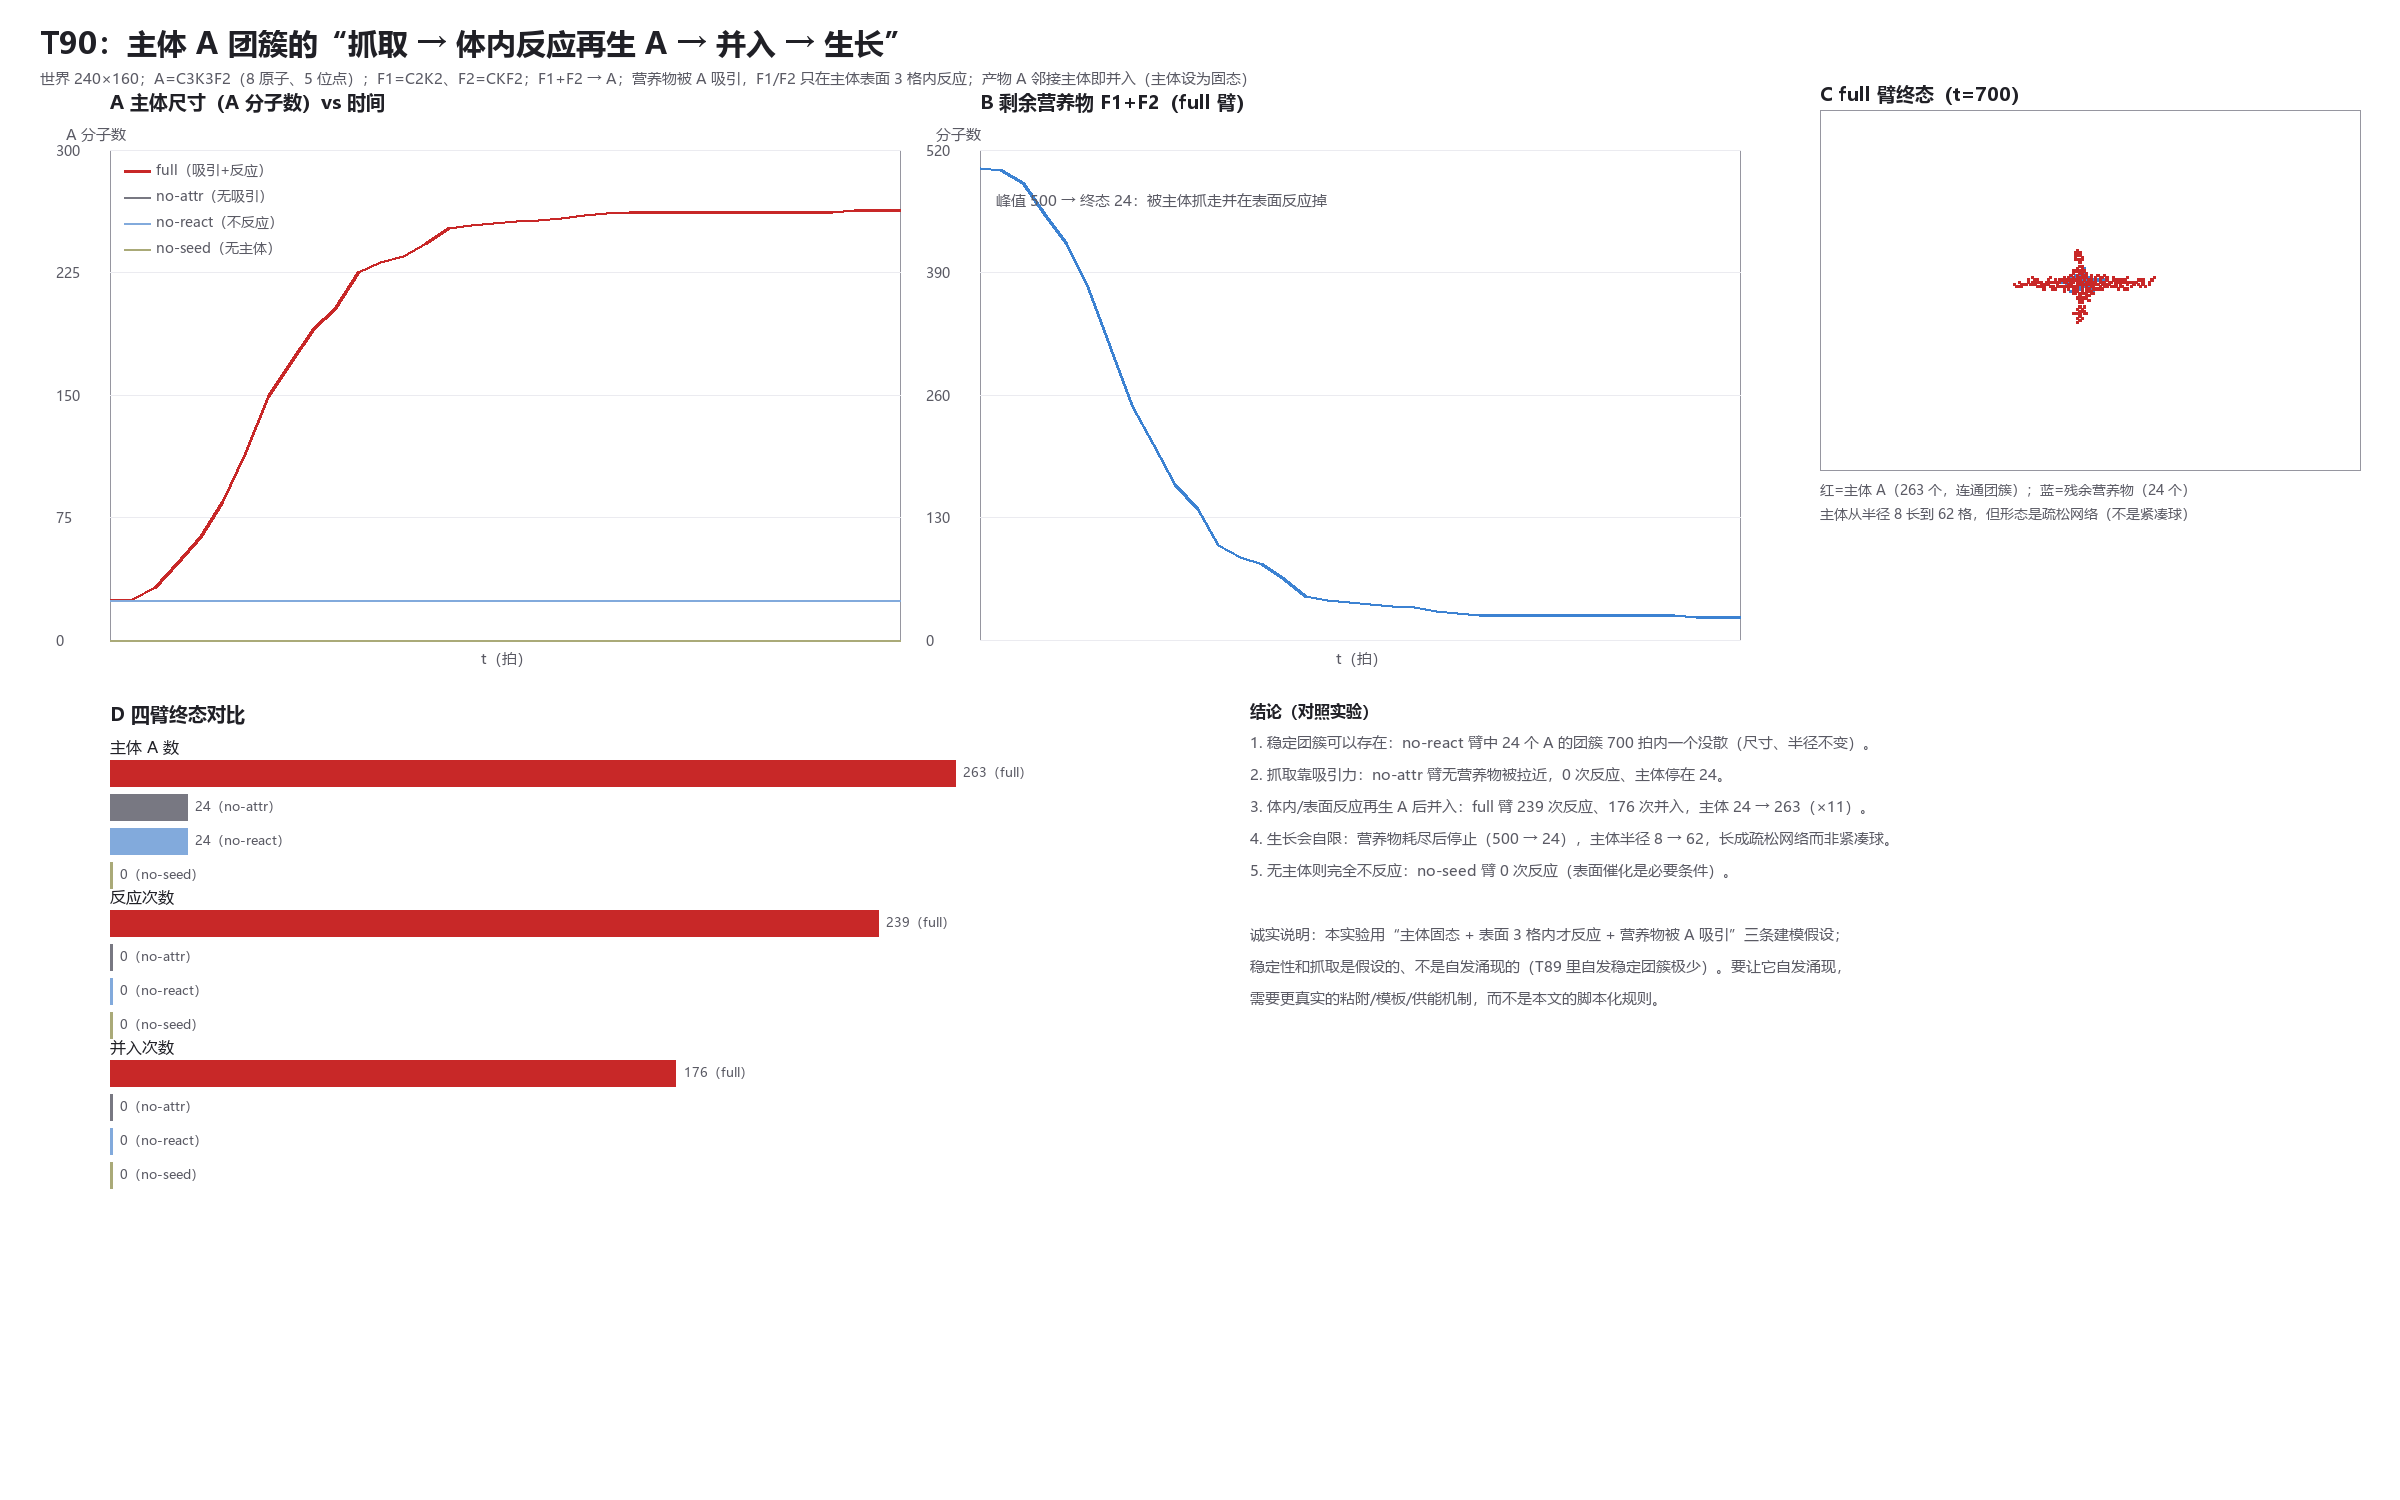 T90：主体 A 团簇的“抓取 → 体内反应再生 A → 并入 → 生长”
世界 240×160；A=C3K3F2（8 原子、5 位点）；F1=C2K2、F2=CKF2；F1+F2 → A；营养物被 A 吸引，F1/F2 只在主体表面 3 格内反应；产物 A 邻接主体即并入（主体设为固态）
A 主体尺寸（A 分子数）vs 时间
A 分子数
300
225
150
75
0
full（吸引+反应）
no-attr（无吸引）
no-react（不反应）
no-seed（无主体）
t（拍）
B 剩余营养物 F1+F2（full 臂）
分子数
520
390
260
130
0
峰值 500 → 终态 24：被主体抓走并在表面反应掉
t（拍）
C full 臂终态（t=700）
红=主体 A（263 个，连通团簇）；蓝=残余营养物（24 个）
主体从半径 8 长到 62 格，但形态是疏松网络（不是紧凑球）
D 四臂终态对比
主体 A 数
263（full）
24（no-attr）
24（no-react）
0（no-seed）
反应次数
239（full）
0（no-attr）
0（no-react）
0（no-seed）
并入次数
176（full）
0（no-attr）
0（no-react）
0（no-seed）
结论（对照实验）
1. 稳定团簇可以存在：no-react 臂中 24 个 A 的团簇 700 拍内一个没散（尺寸、半径不变）。
2. 抓取靠吸引力：no-attr 臂无营养物被拉近，0 次反应、主体停在 24。
3. 体内/表面反应再生 A 后并入：full 臂 239 次反应、176 次并入，主体 24 → 263（×11）。
4. 生长会自限：营养物耗尽后停止（500 → 24），主体半径 8 → 62，长成疏松网络而非紧凑球。
5. 无主体则完全不反应：no-seed 臂 0 次反应（表面催化是必要条件）。
诚实说明：本实验用“主体固态 + 表面 3 格内才反应 + 营养物被 A 吸引”三条建模假设；
稳定性和抓取是假设的、不是自发涌现的（T89 里自发稳定团簇极少）。要让它自发涌现，
需要更真实的粘附/模板/供能机制，而不是本文的脚本化规则。